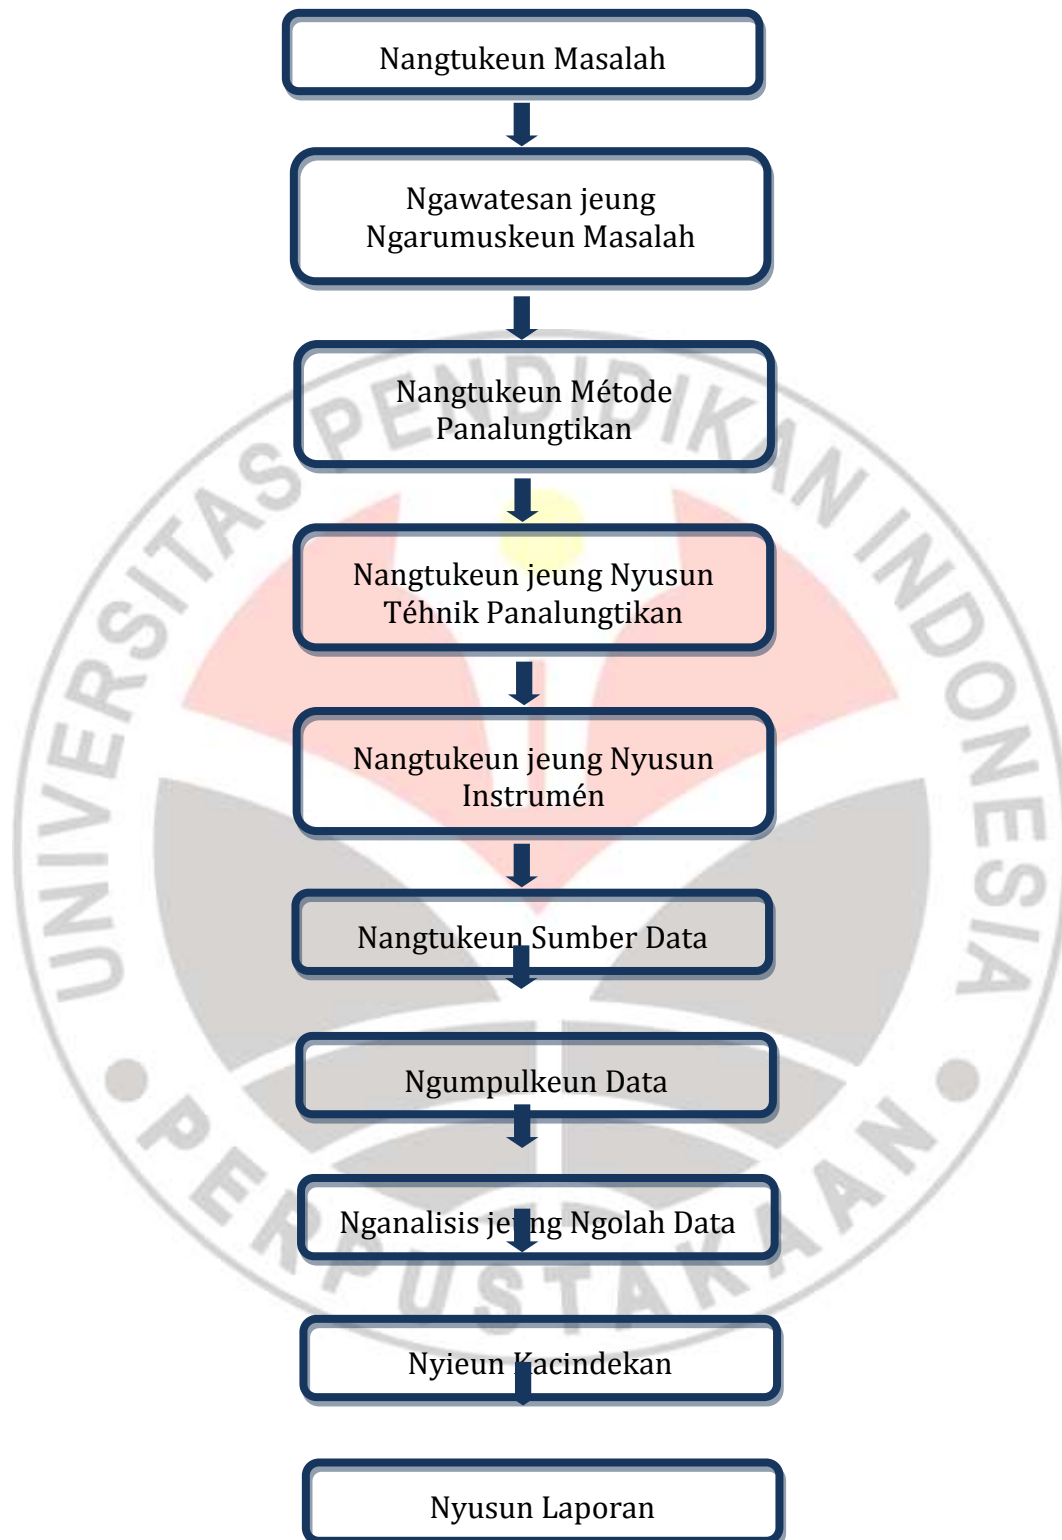 Nangtukeun Masalah
Ngawatesan jeung
Ngarumuskeun Masalah
Nangtukeun Métode
Panalungtikan
Nangtukeun jeung Nyusun
Téhnik Panalungtikan
Nangtukeun jeung Nyusun
Instrumén
Nangtukeun Sumber Data
Ngumpulkeun Data
Nganalisis jeung Ngolah Data
Nyieun Kacindekan
Nyusun Laporan
UNIVERSITAS PENDIDIKAN INDONESIA
PERPUSTAKAAN